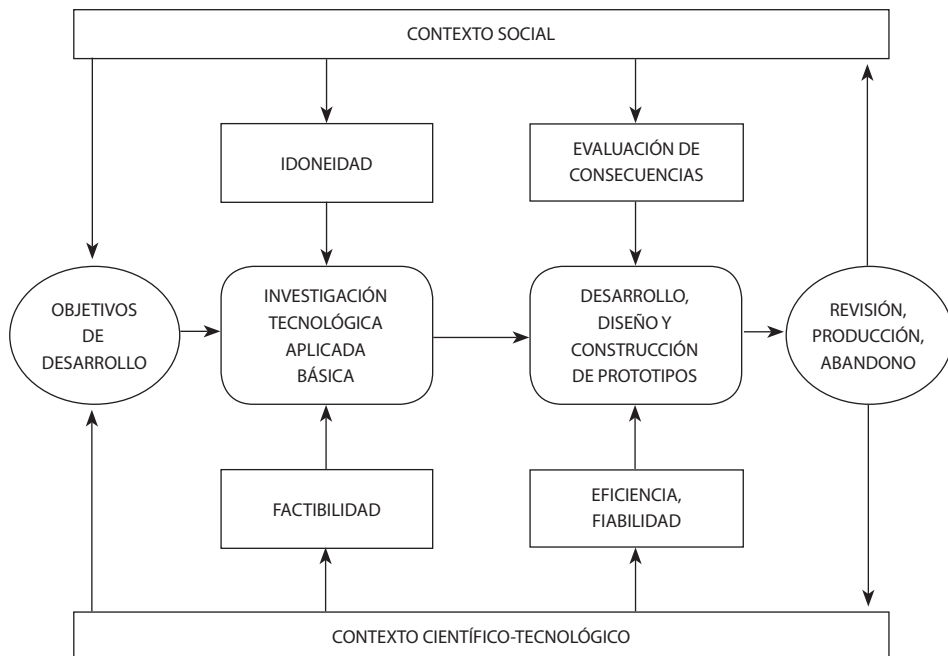 CONTEXTO SOCIAL
IDONEIDAD
EVALUACIÓN DE
CONSECUENCIAS
OBJETIVOS
DE
DESARROLLO
INVESTIGACIÓN
TECNOLÓGICA
APLICADA
BÁSICA
DESARROLLO,
DISEÑO Y
CONSTRUCCIÓN
DE PROTOTIPOS
REVISIÓN,
PRODUCCIÓN,
ABANDONO
FACTIBILIDAD
EFICIENCIA,
FIABILIDAD
CONTEXTO CIENTÍFICO-TECNOLÓGICO